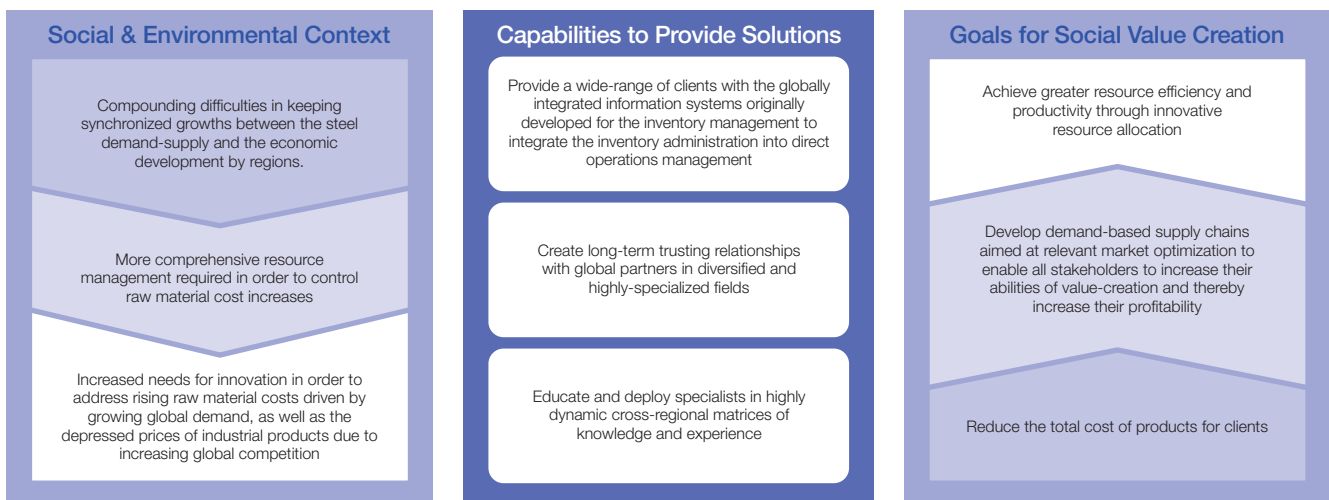 Social & Environmental Context
Compounding difficulties in keeping
synchronized growths between the steel
demand-supply and the economic
development by regions.
More comprehensive resource
management required in order to control
raw material cost increases
Increased needs for innovation in order to
address rising raw material costs driven by
growing global demand, as well as the
depressed prices of industrial products due to
increasing global competition
Capabilities to Provide Solutions
Provide a wide-range of clients with the globally
integrated information systems originally
developed for the inventory management to
integrate the inventory administration into direct
operations management
Create long-term trusting relationships
with global partners in diversified and
highly-specialized fields
Educate and deploy specialists in highly
dynamic cross-regional matrices of
knowledge and experience
Goals for Social Value Creation
Achieve greater resource efficiency and
productivity through innovative
resource allocation
Develop demand-based supply chains
aimed at relevant market optimization to
enable all stakeholders to increase their
abilities of value-creation and thereby
increase their profitability
Reduce the total cost of products for clients